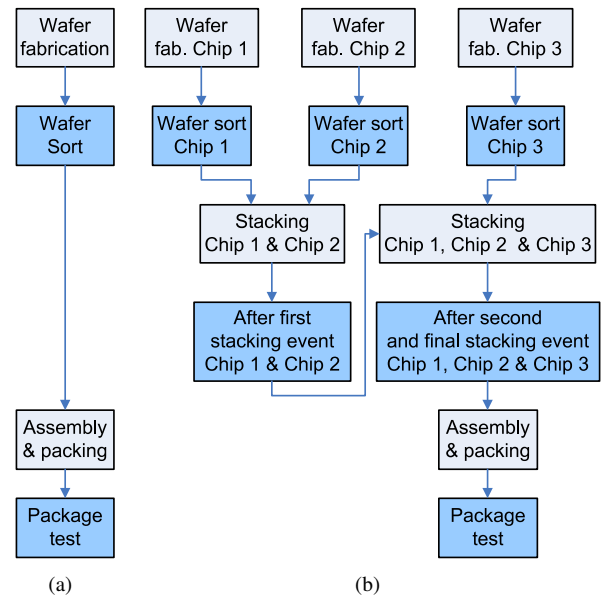 Wafer
fabrication
Wafer
Sort
Assembly
& packing
Package
test
(a)
Wafer
fab. Chip 1
Wafer
fab. Chip 2
Wafer
fab. Chip 3
Wafer sort
Chip 1
Wafer sort
Chip 2
Wafer sort
Chip 3
Stacking
Chip 1 & Chip 2
Stacking
Chip 1, Chip 2 & Chip 3
After first
stacking event
Chip 1 & Chip 2
After second
and final stacking event
Chip 1, Chip 2 & Chip 3
Assembly
& packing
Package
test
(b)